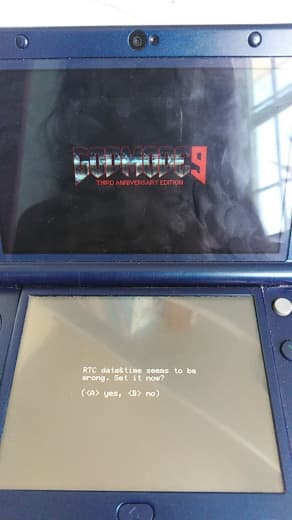 GODMODE9
THIRD ANNIVERSARY EDITION
RTC date&time seems to be
wrong. Set it now?
(<A> yes, <B> no)